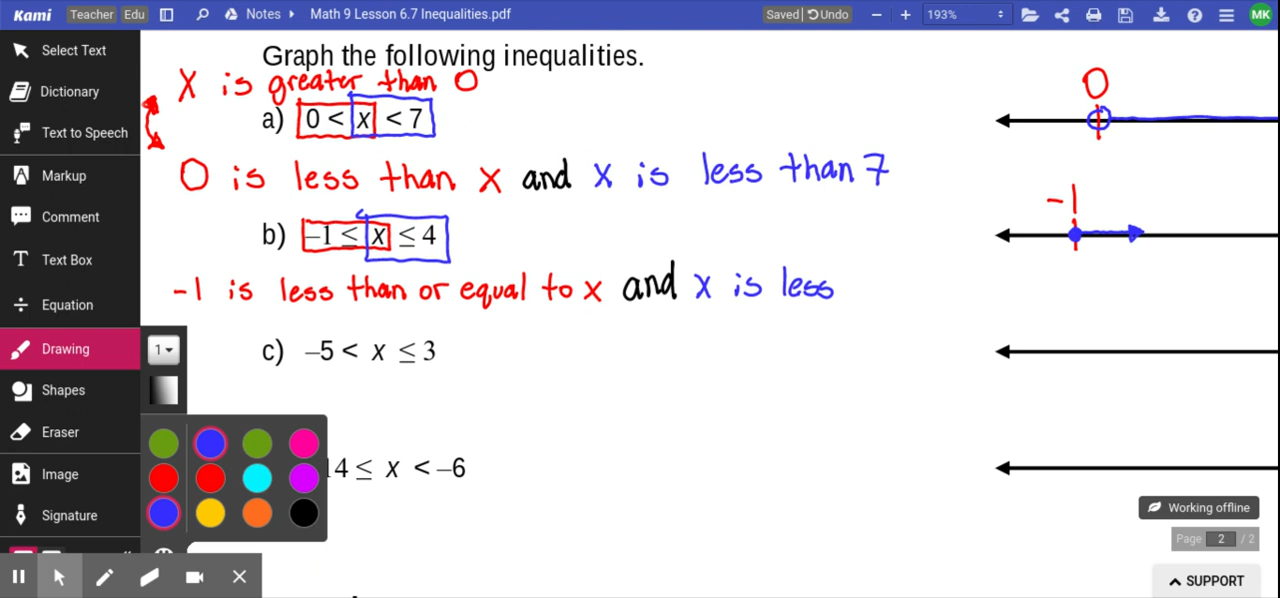 Kami Teacher Edu Notes Math 9 Lesson 6.7 Inequalities.pdf Saved Undo − + 193% MK
Select Text
Dictionary
Text to Speech
Markup
Comment
Text Box
Equation
Drawing
1
Shapes
Eraser
Image
Signature
Graph the following inequalities.
X is greater than 0
a) 0 < x < 7
0
0 is less than x and x is less than 7
b) –1 ≤ x ≤ 4
-1
-1 is less than or equal to x and x is less
c) –5 < x ≤ 3
14 ≤ x < –6
Working offline
Page 2 / 2
SUPPORT